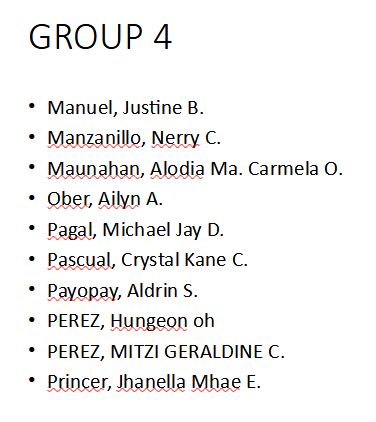 GROUP 4
• Manuel, Justine B.
• Manzanillo, Nerry C.
• Maunahan, Alodia Ma. Carmela O.
• Ober, Ailyn A.
• Pagal, Michael Jay D.
• Pascual, Crystal Kane C.
• Payopay, Aldrin S.
• PEREZ, Hungeon oh
• PEREZ, MITZI GERALDINE C.
• Princer, Jhanella Mhae E.